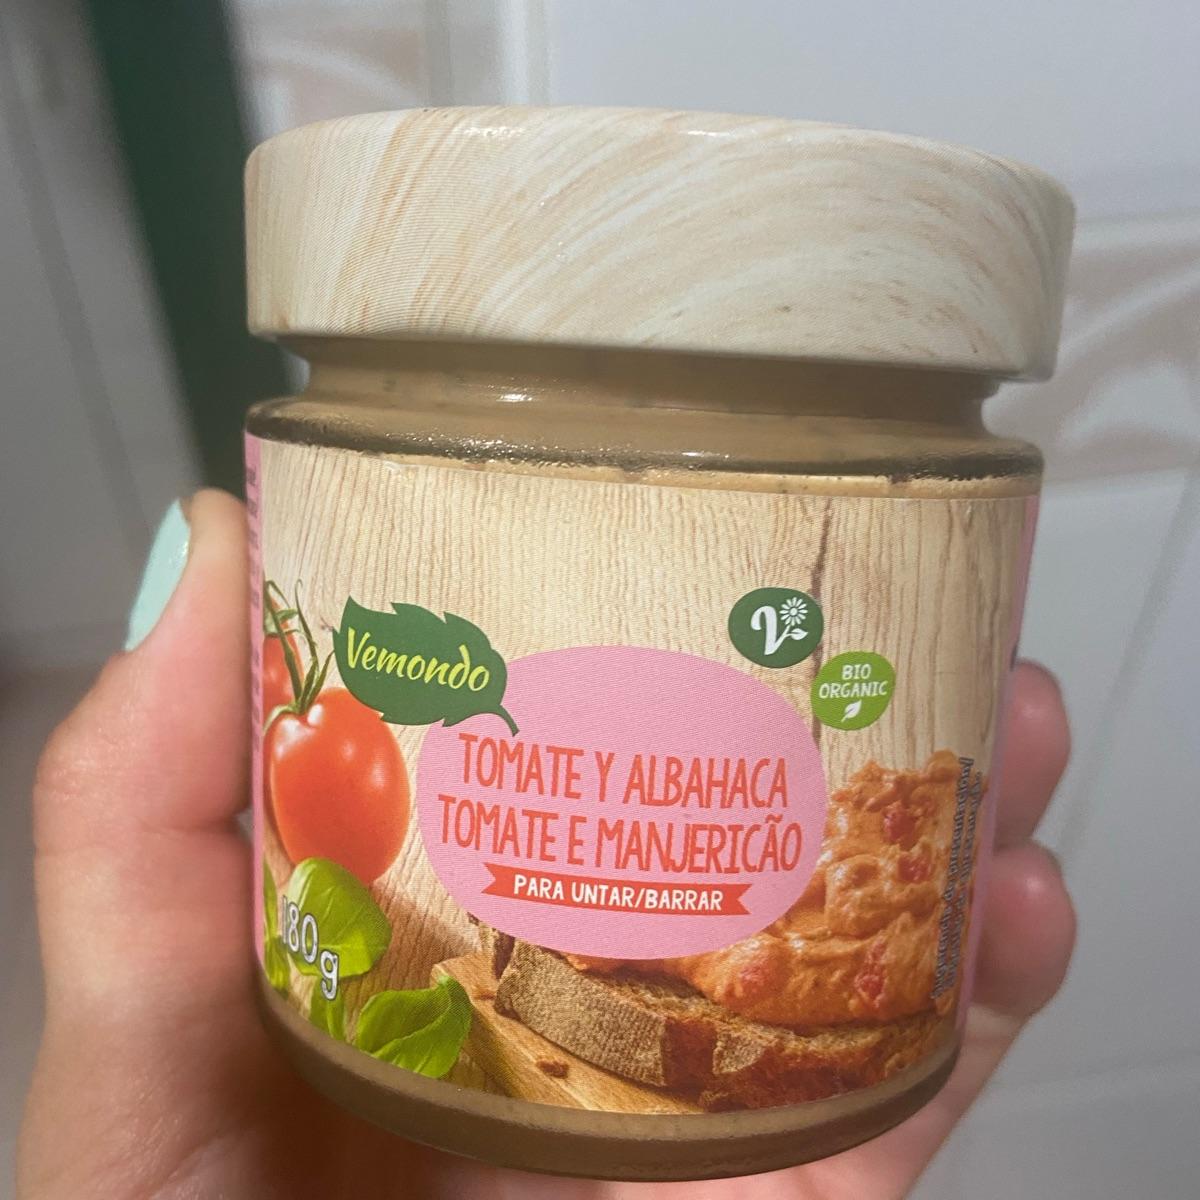 Vemondo
V
BIO
ORGANIC
TOMATE Y ALBAHACA
TOMATE E MANJERICÃO
PARA UNTAR/BARRAR
180g